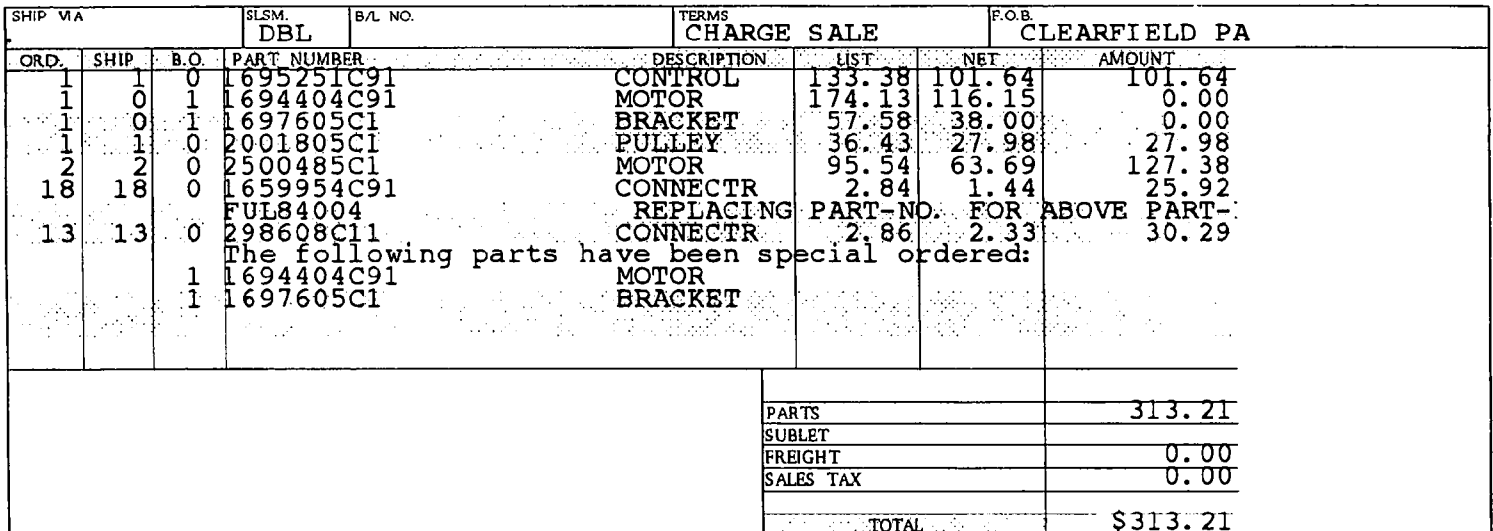 SHIP VIA SLSM. B/L NO. TERMS F.O.B.
DBL CHARGE SALE CLEARFIELD PA
ORD. SHIP B.O. PART NUMBER DESCRIPTION LIST NET AMOUNT
1 1 0 1695251C91 CONTROL 133.38 101.64 101.64
1 0 1 1694404C91 MOTOR 174.13 116.15 0.00
1 0 1 1697605C1 BRACKET 57.58 38.00 0.00
1 1 0 2001805C1 PULLEY 36.43 27.98 27.98
2 2 0 2500485C1 MOTOR 95.54 63.69 127.38
18 18 0 1659954C91 CONNECTR 2.84 1.44 25.92
FUL84004 REPLACING PART-NO. FOR ABOVE PART-
13 13 0 298608C11 CONNECTR 2.86 2.33 30.29
The following parts have been special ordered:
1 1694404C91 MOTOR
1 1697605C1 BRACKET
PARTS 313.21
SUBLET
FREIGHT 0.00
SALES TAX 0.00
TOTAL $313.21